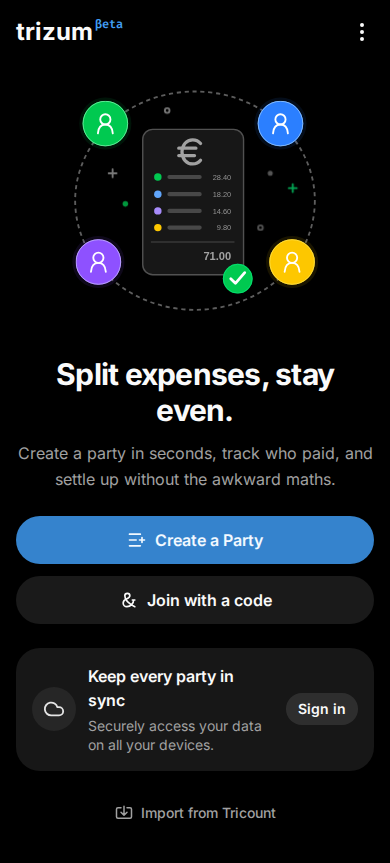 trizum βeta
€
28.40
18.20
14.60
9.80
71.00
Split expenses, stay
even.
Create a party in seconds, track who paid, and
settle up without the awkward maths.
Create a Party
& Join with a code
Keep every party in
sync
Securely access your data
on all your devices.
Sign in
Import from Tricount